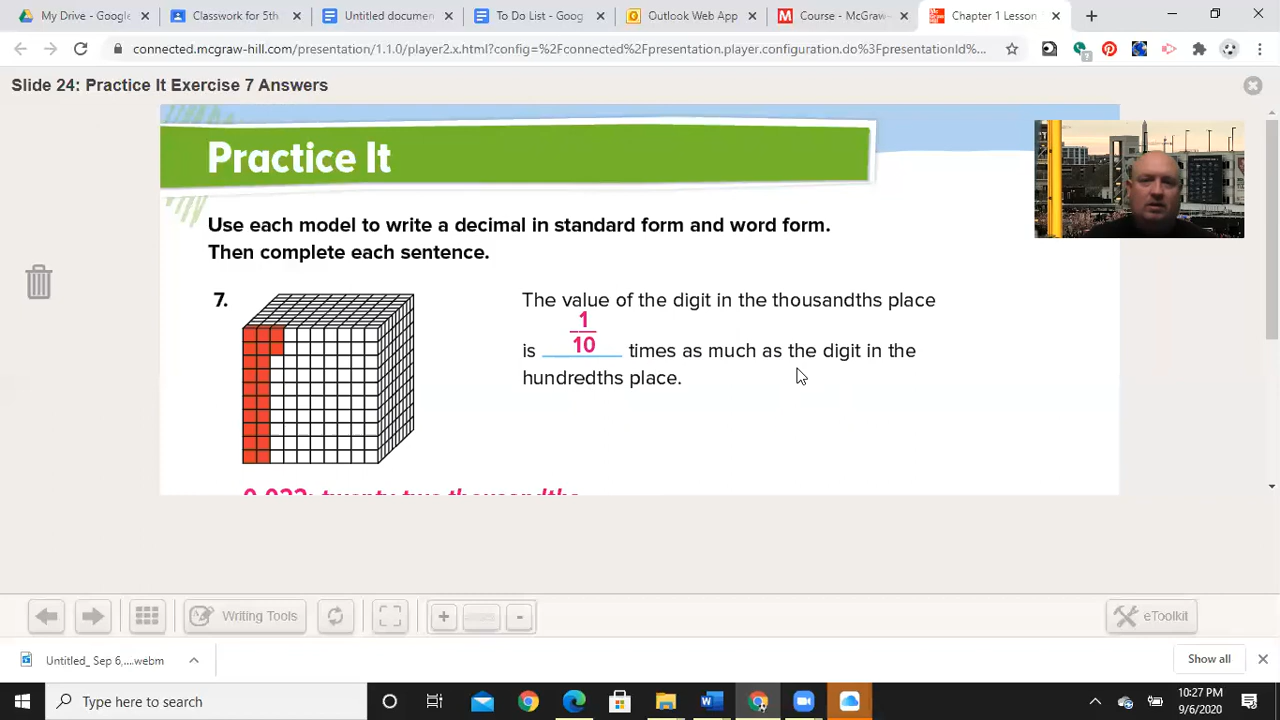 My Drive - Google
Classwork for 5th
Untitled documen
To Do List - Goog
Outlook Web App
Course - McGraw-
Chapter 1 Lesson
connected.mcgraw-hill.com/presentation/1.1.0/player2.x.html?config=%2Fconnected%2Fpresentation.player.configuration.do%3FpresentationId%...
Slide 24: Practice It Exercise 7 Answers
Practice It
Use each model to write a decimal in standard form and word form.
Then complete each sentence.
7.
The value of the digit in the thousandths place
is 1/10 times as much as the digit in the
hundredths place.
0.022; twenty-two thousandths
Writing Tools
+
-
eToolkit
Untitled_ Sep 6,....webm
Show all
Type here to search
10:27 PM
9/6/2020